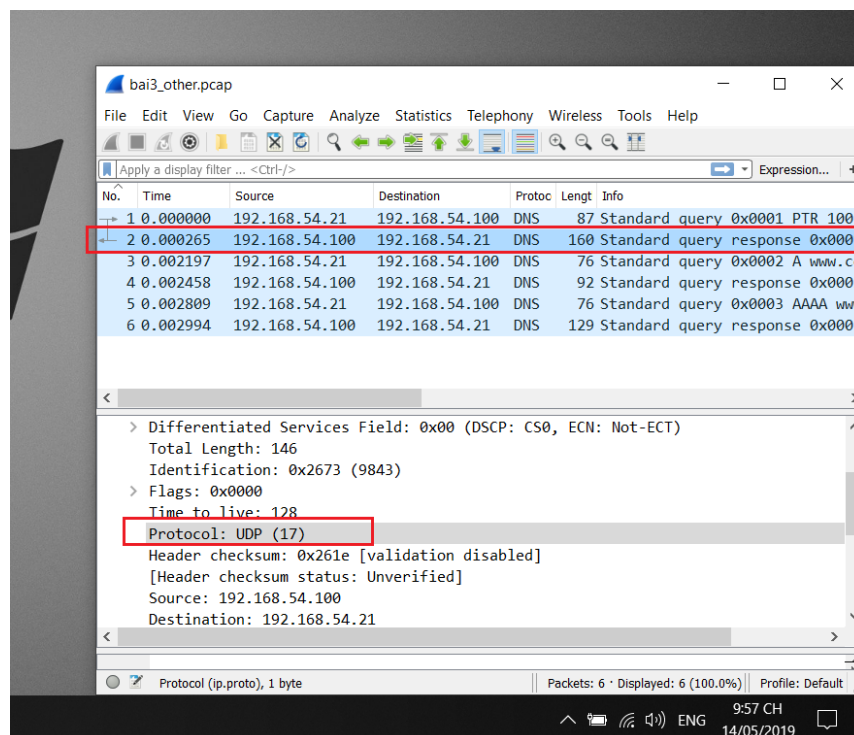 bai3_other.pcap
File Edit View Go Capture Analyze Statistics Telephony Wireless Tools Help
Apply a display filter ... <Ctrl-/> Expression... +
No. Time Source Destination Protoc Lengt Info
1 0.000000 192.168.54.21 192.168.54.100 DNS 87 Standard query 0x0001 PTR 100
2 0.000265 192.168.54.100 192.168.54.21 DNS 160 Standard query response 0x000
3 0.002197 192.168.54.21 192.168.54.100 DNS 76 Standard query 0x0002 A www.c
4 0.002458 192.168.54.100 192.168.54.21 DNS 92 Standard query response 0x000
5 0.002809 192.168.54.21 192.168.54.100 DNS 76 Standard query 0x0003 AAAA ww
6 0.002994 192.168.54.100 192.168.54.21 DNS 129 Standard query response 0x000
Differentiated Services Field: 0x00 (DSCP: CS0, ECN: Not-ECT)
Total Length: 146
Identification: 0x2673 (9843)
Flags: 0x0000
Time to live: 128
Protocol: UDP (17)
Header checksum: 0x261e [validation disabled]
[Header checksum status: Unverified]
Source: 192.168.54.100
Destination: 192.168.54.21
Protocol (ip.proto), 1 byte Packets: 6 · Displayed: 6 (100.0%) Profile: Default
ENG 9:57 CH
14/05/2019